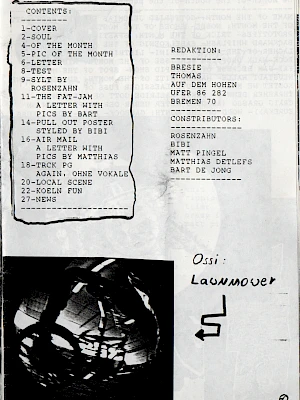 CONTENTS:
1-COVER
2-SOUL
4-OF THE MONTH
5-PIC OF THE MONTH
6-LETTER
8-TEST
9-SYLT BY
ROSENZAHN
11-THE FAT-JAM
A LETTER WITH
PICS BY BART
14-PULL OUT POSTER
STYLED BY BIBI
16-AIR MAIL
A LETTER WITH
PICS BY MATTHIAS
18-TRCK PG
AGAIN, OHNE VOKALE
20-LOCAL SCENE
22-KOELN FUN
27-NEWS
REDAKTION:
BRESIE
THOMAS
AUF DEM HOHEN
UFER 86 282
BREMEN 70
CONSTRIBUTORS:
ROSENZAHN
BIBI
MATT PINGEL
MATTHIAS DETLEFS
BART DE JONG
Ossi:
Lawnmower